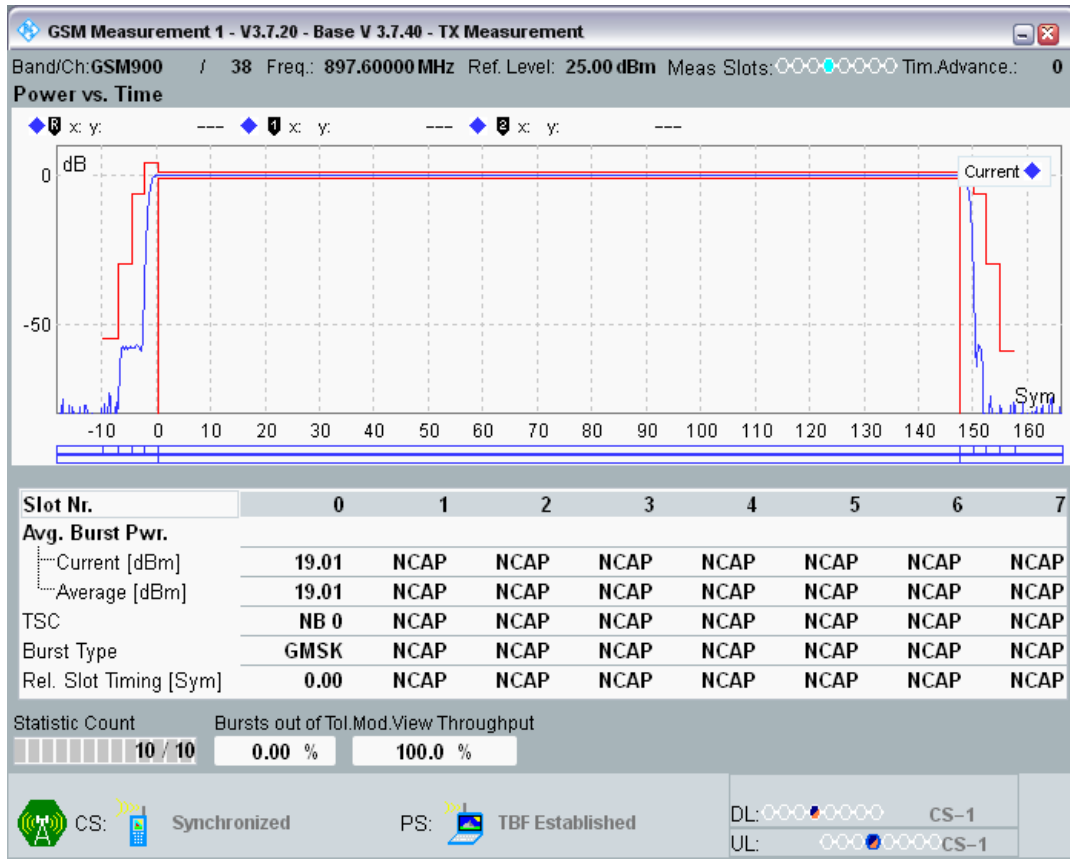 GSM Measurement 1 - V3.7.20 - Base V 3.7.40 - TX Measurement
Band/Ch:GSM900 / 38 Freq.: 897.60000 MHz Ref. Level: 25.00 dBm Meas Slots: Tim.Advance.: 0
Power vs. Time
R x: y: --- 1 x: y: --- 2 x: y: ---
dB
Current
0
-50
Sym
-10 0 10 20 30 40 50 60 70 80 90 100 110 120 130 140 150 160
Slot Nr. 0 1 2 3 4 5 6 7
Avg. Burst Pwr.
Current [dBm] 19.01 NCAP NCAP NCAP NCAP NCAP NCAP NCAP
Average [dBm] 19.01 NCAP NCAP NCAP NCAP NCAP NCAP NCAP
TSC NB 0 NCAP NCAP NCAP NCAP NCAP NCAP NCAP
Burst Type GMSK NCAP NCAP NCAP NCAP NCAP NCAP NCAP
Rel. Slot Timing [Sym] 0.00 NCAP NCAP NCAP NCAP NCAP NCAP NCAP
Statistic Count Bursts out of Tol.Mod.View Throughput
10 / 10 0.00 % 100.0 %
CS: Synchronized PS: TBF Established DL: CS-1
UL: CS-1